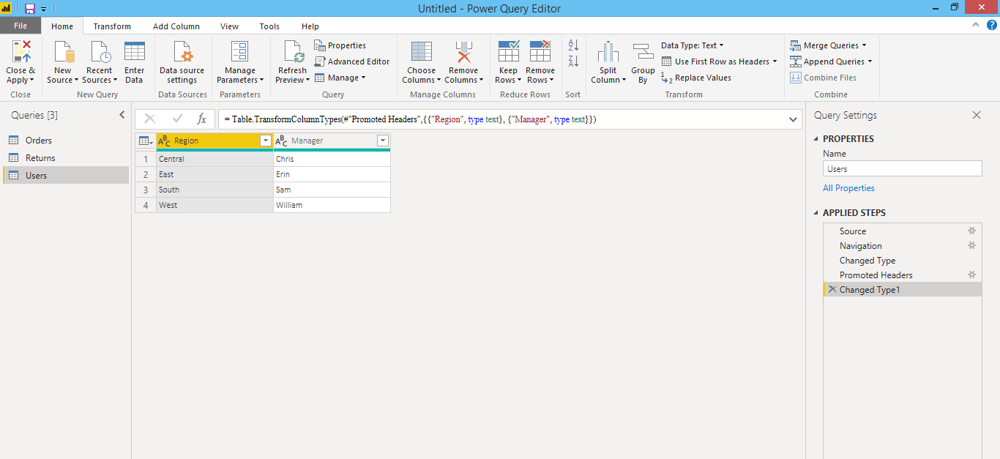 Untitled - Power Query Editor
File Home Transform Add Column View Tools Help
Close & Apply
Close
New Source
Recent Sources
Enter Data
New Query
Data source settings
Data Sources
Manage Parameters
Parameters
Refresh Preview
Properties
Advanced Editor
Manage
Query
Choose Columns
Remove Columns
Manage Columns
Keep Rows
Remove Rows
Reduce Rows
A Z
Z A
Sort
Split Column
Group By
Data Type: Text
Use First Row as Headers
1 2 Replace Values
Transform
Merge Queries
Append Queries
Combine Files
Combine
?
Queries [3]
Orders
Returns
Users
fx = Table.TransformColumnTypes(#"Promoted Headers",{{"Region", type text}, {"Manager", type text}})
ABC Region ABC Manager
1 Central Chris
2 East Erin
3 South Sam
4 West William
Query Settings
PROPERTIES
Name
Users
All Properties
APPLIED STEPS
Source
Navigation
Changed Type
Promoted Headers
Changed Type1